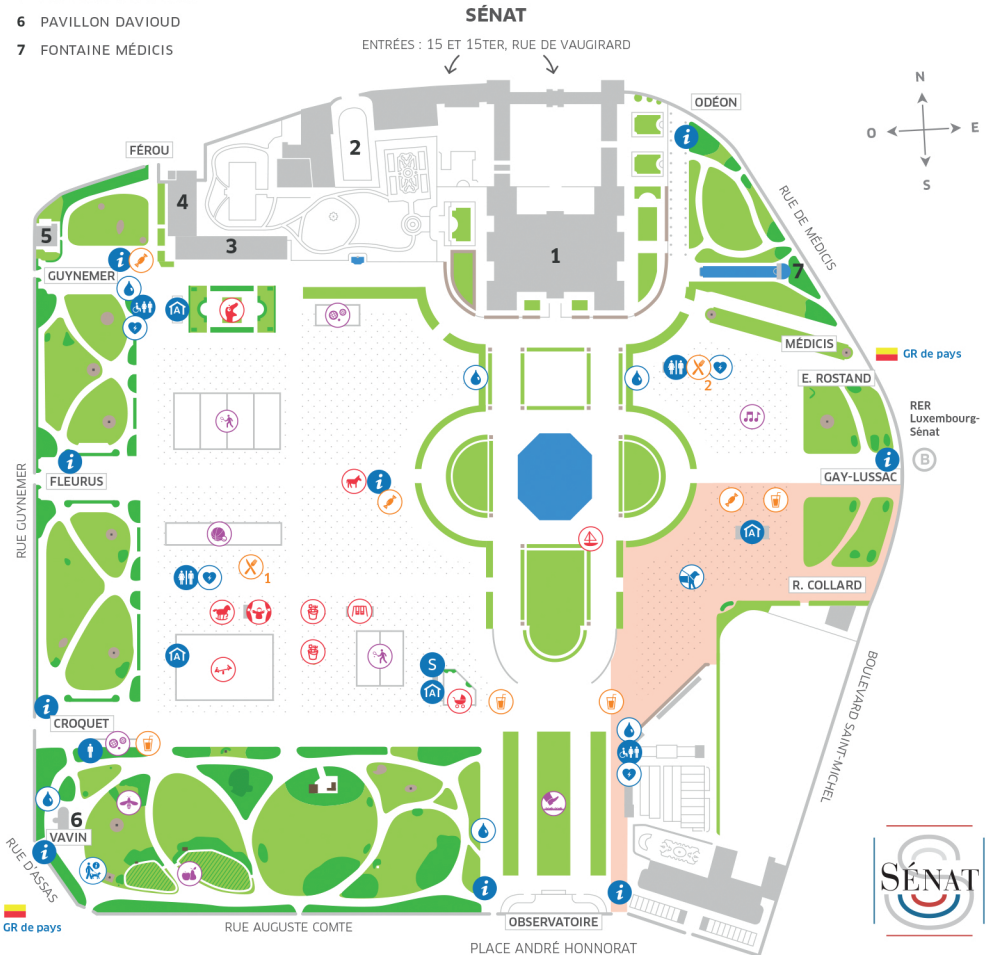 6 PAVILLON DAVIOUD
7 FONTAINE MÉDICIS
SÉNAT
ENTRÉES : 15 ET 15TER, RUE DE VAUGIRARD
N
O
E
S
ODÉON
FÉROU
2
4
5
3
1
7
RUE DE MÉDICIS
GUYNEMER
MÉDICIS
GR de pays
E. ROSTAND
2
RER
Luxembourg-
Sénat
B
GAY-LUSSAC
FLEURUS
RUE GUYNEMER
1
R. COLLARD
S
CROQUET
BOULEVARD SAINT-MICHEL
6
VAVIN
RUE D'ASSAS
SÉNAT
GR de pays
OBSERVATOIRE
RUE AUGUSTE COMTE
PLACE ANDRÉ HONNORAT